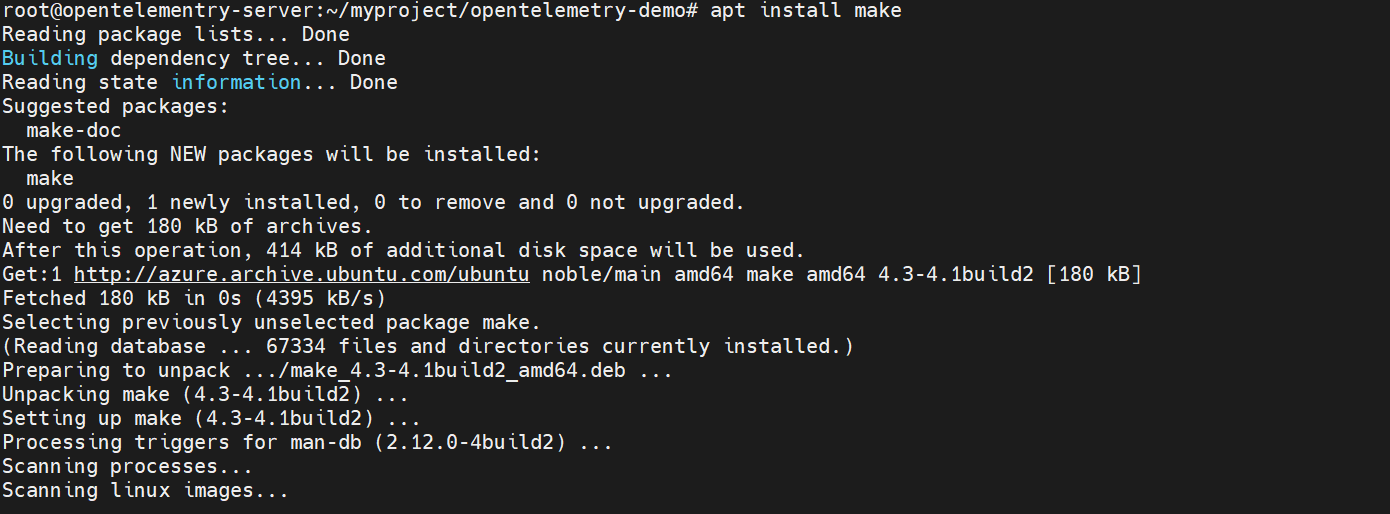 root@opentelementry-server:~/myproject/opentelemetry-demo# apt install make
Reading package lists... Done
Building dependency tree... Done
Reading state information... Done
Suggested packages:
  make-doc
The following NEW packages will be installed:
  make
0 upgraded, 1 newly installed, 0 to remove and 0 not upgraded.
Need to get 180 kB of archives.
After this operation, 414 kB of additional disk space will be used.
Get:1 http://azure.archive.ubuntu.com/ubuntu noble/main amd64 make amd64 4.3-4.1build2 [180 kB]
Fetched 180 kB in 0s (4395 kB/s)
Selecting previously unselected package make.
(Reading database ... 67334 files and directories currently installed.)
Preparing to unpack .../make_4.3-4.1build2_amd64.deb ...
Unpacking make (4.3-4.1build2) ...
Setting up make (4.3-4.1build2) ...
Processing triggers for man-db (2.12.0-4build2) ...
Scanning processes...
Scanning linux images...